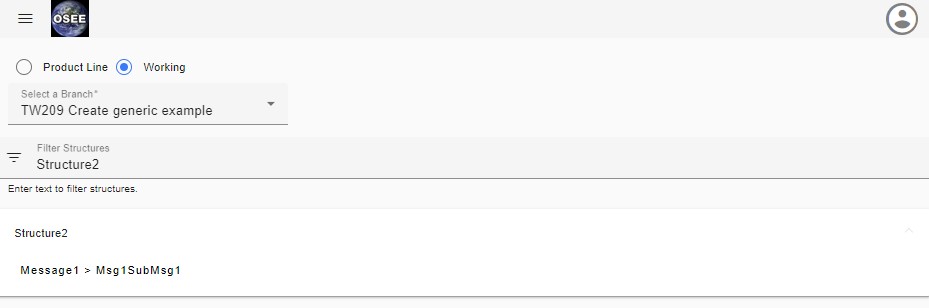 OSEE
Product Line Working
Select a Branch*
TW209 Create generic example
Filter Structures
Structure2
Enter text to filter structures.
Structure2
Message1 > Msg1SubMsg1